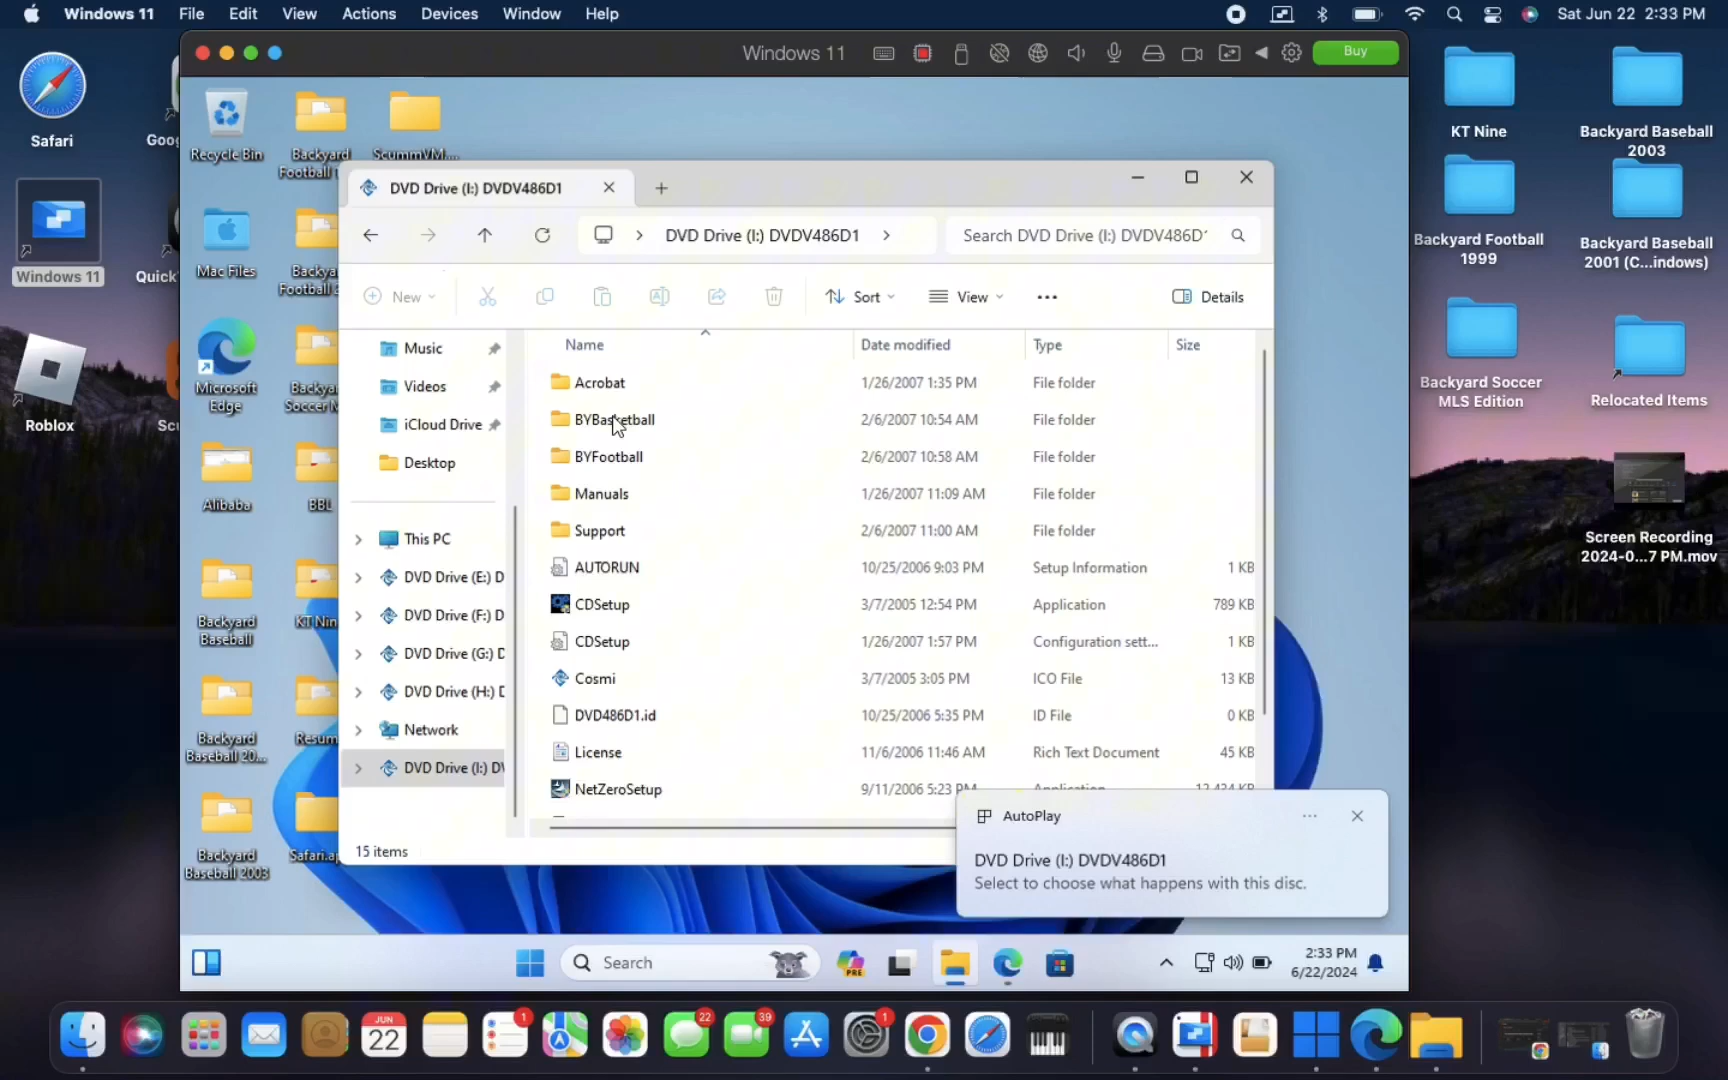 Windows 11 File Edit View Actions Devices Window Help Sat Jun 22 2:33 PM
Windows 11 Buy
Safari
Goog
Windows 11
Quick
Roblox
Sc
Recycle Bin
Backyard
Football
ScummVM....
Mac Files
Microsoft
Edge
Backyard
Soccer
Alibaba
BBL
Backyard
Baseball
KT Nin
Backyard
Baseball 20...
Resum
Backyard
Baseball 2003
Safari.a
DVD Drive (I:) DVDV486D1
DVD Drive (I:) DVDV486D1
Search DVD Drive (I:) DVDV486D
New Sort View Details
Music
Videos
iCloud Drive
Desktop
This PC
DVD Drive (E:) D
DVD Drive (F:) D
DVD Drive (G:) D
DVD Drive (H:) D
Network
DVD Drive (I:) D
Name Date modified Type Size
Acrobat 1/26/2007 1:35 PM File folder
BYBasketball 2/6/2007 10:54 AM File folder
BYFootball 2/6/2007 10:58 AM File folder
Manuals 1/26/2007 11:09 AM File folder
Support 2/6/2007 11:00 AM File folder
AUTORUN 10/25/2006 9:03 PM Setup Information 1 KB
CDSetup 3/7/2005 12:54 PM Application 789 KB
CDSetup 1/26/2007 1:57 PM Configuration sett... 1 KB
Cosmi 3/7/2005 3:05 PM ICO File 13 KB
DVD486D1.id 10/25/2006 5:35 PM ID File 0 KB
License 11/6/2006 11:46 AM Rich Text Document 45 KB
NetZeroSetup 9/11/2006 5:23 PM Application 12,424 KB
15 items
AutoPlay
DVD Drive (I:) DVDV486D1
Select to choose what happens with this disc.
Search
PRE
2:33 PM
6/22/2024
KT Nine
Backyard Baseball
2003
Backyard Football
1999
Backyard Baseball
2001 (C...indows)
Backyard Soccer
MLS Edition
Relocated Items
Screen Recording
2024-0...7 PM.mov
JUN
22
1
22
39
1